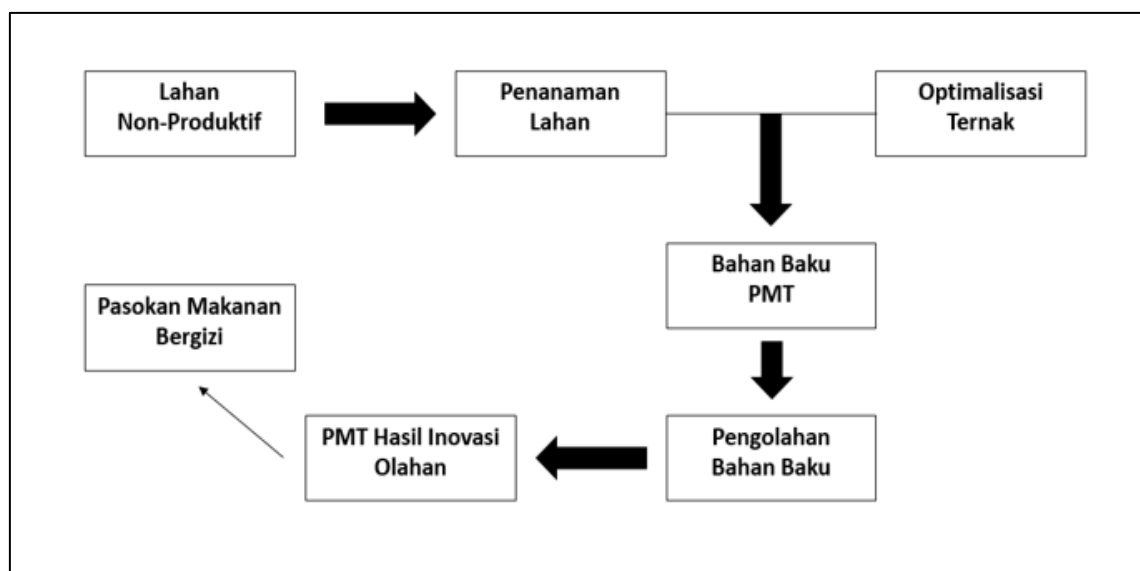 Lahan
Non-Produktif
Penanaman
Lahan
Optimalisasi
Ternak
Bahan Baku
PMT
Pengolahan
Bahan Baku
PMT Hasil Inovasi
Olahan
Pasokan Makanan
Bergizi